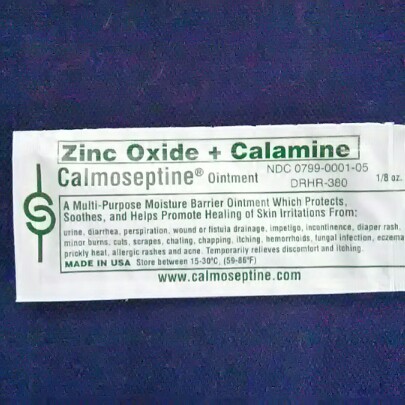 Zinc Oxide + Calamine
Calmoseptine® Ointment NDC 0799-0001-05
DRHR-380 1/8 oz.
A Multi-Purpose Moisture Barrier Ointment Which Protects,
Soothes, and Helps Promote Healing of Skin Irritations From:
urine, diarrhea, perspiration, wound or fistula drainage, impetigo, incontinence, diaper rash,
minor burns, cuts, scrapes, chafing, chapping, itching, hemorrhoids, fungal infection, eczema
prickly heat, allergic rashes and acne. Temporarily relieves discomfort and itching.
MADE IN USA Store between 15-30°C, (59-86°F)
www.calmoseptine.com